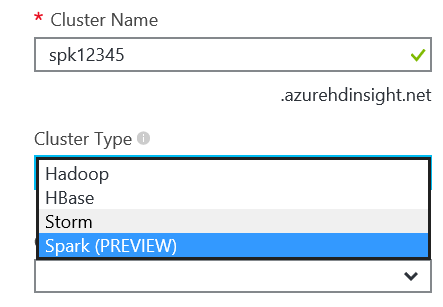 * Cluster Name
spk12345
.azurehdinsight.net
Cluster Type
Hadoop
HBase
Storm
Spark (PREVIEW)